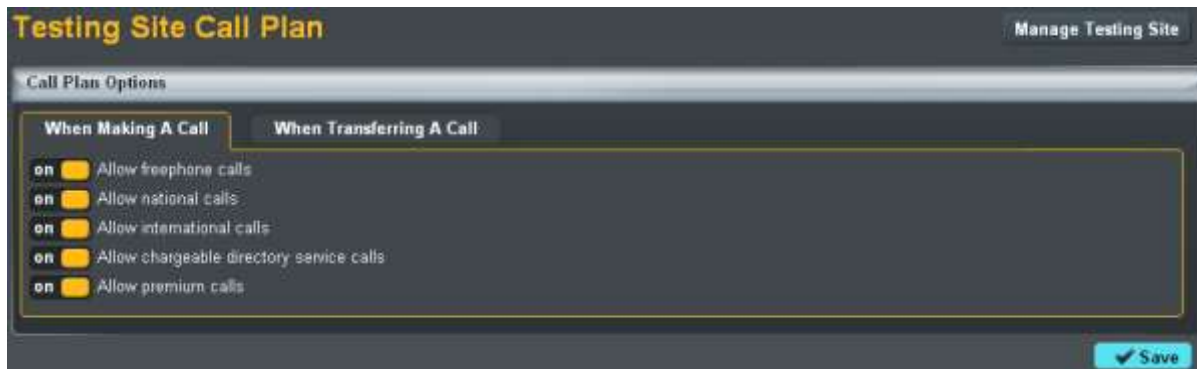 Testing Site Call Plan
Manage Testing Site
Call Plan Options
When Making A Call
When Transferring A Call
on Allow freephone calls
on Allow national calls
on Allow international calls
on Allow chargeable directory service calls
on Allow premium calls
Save